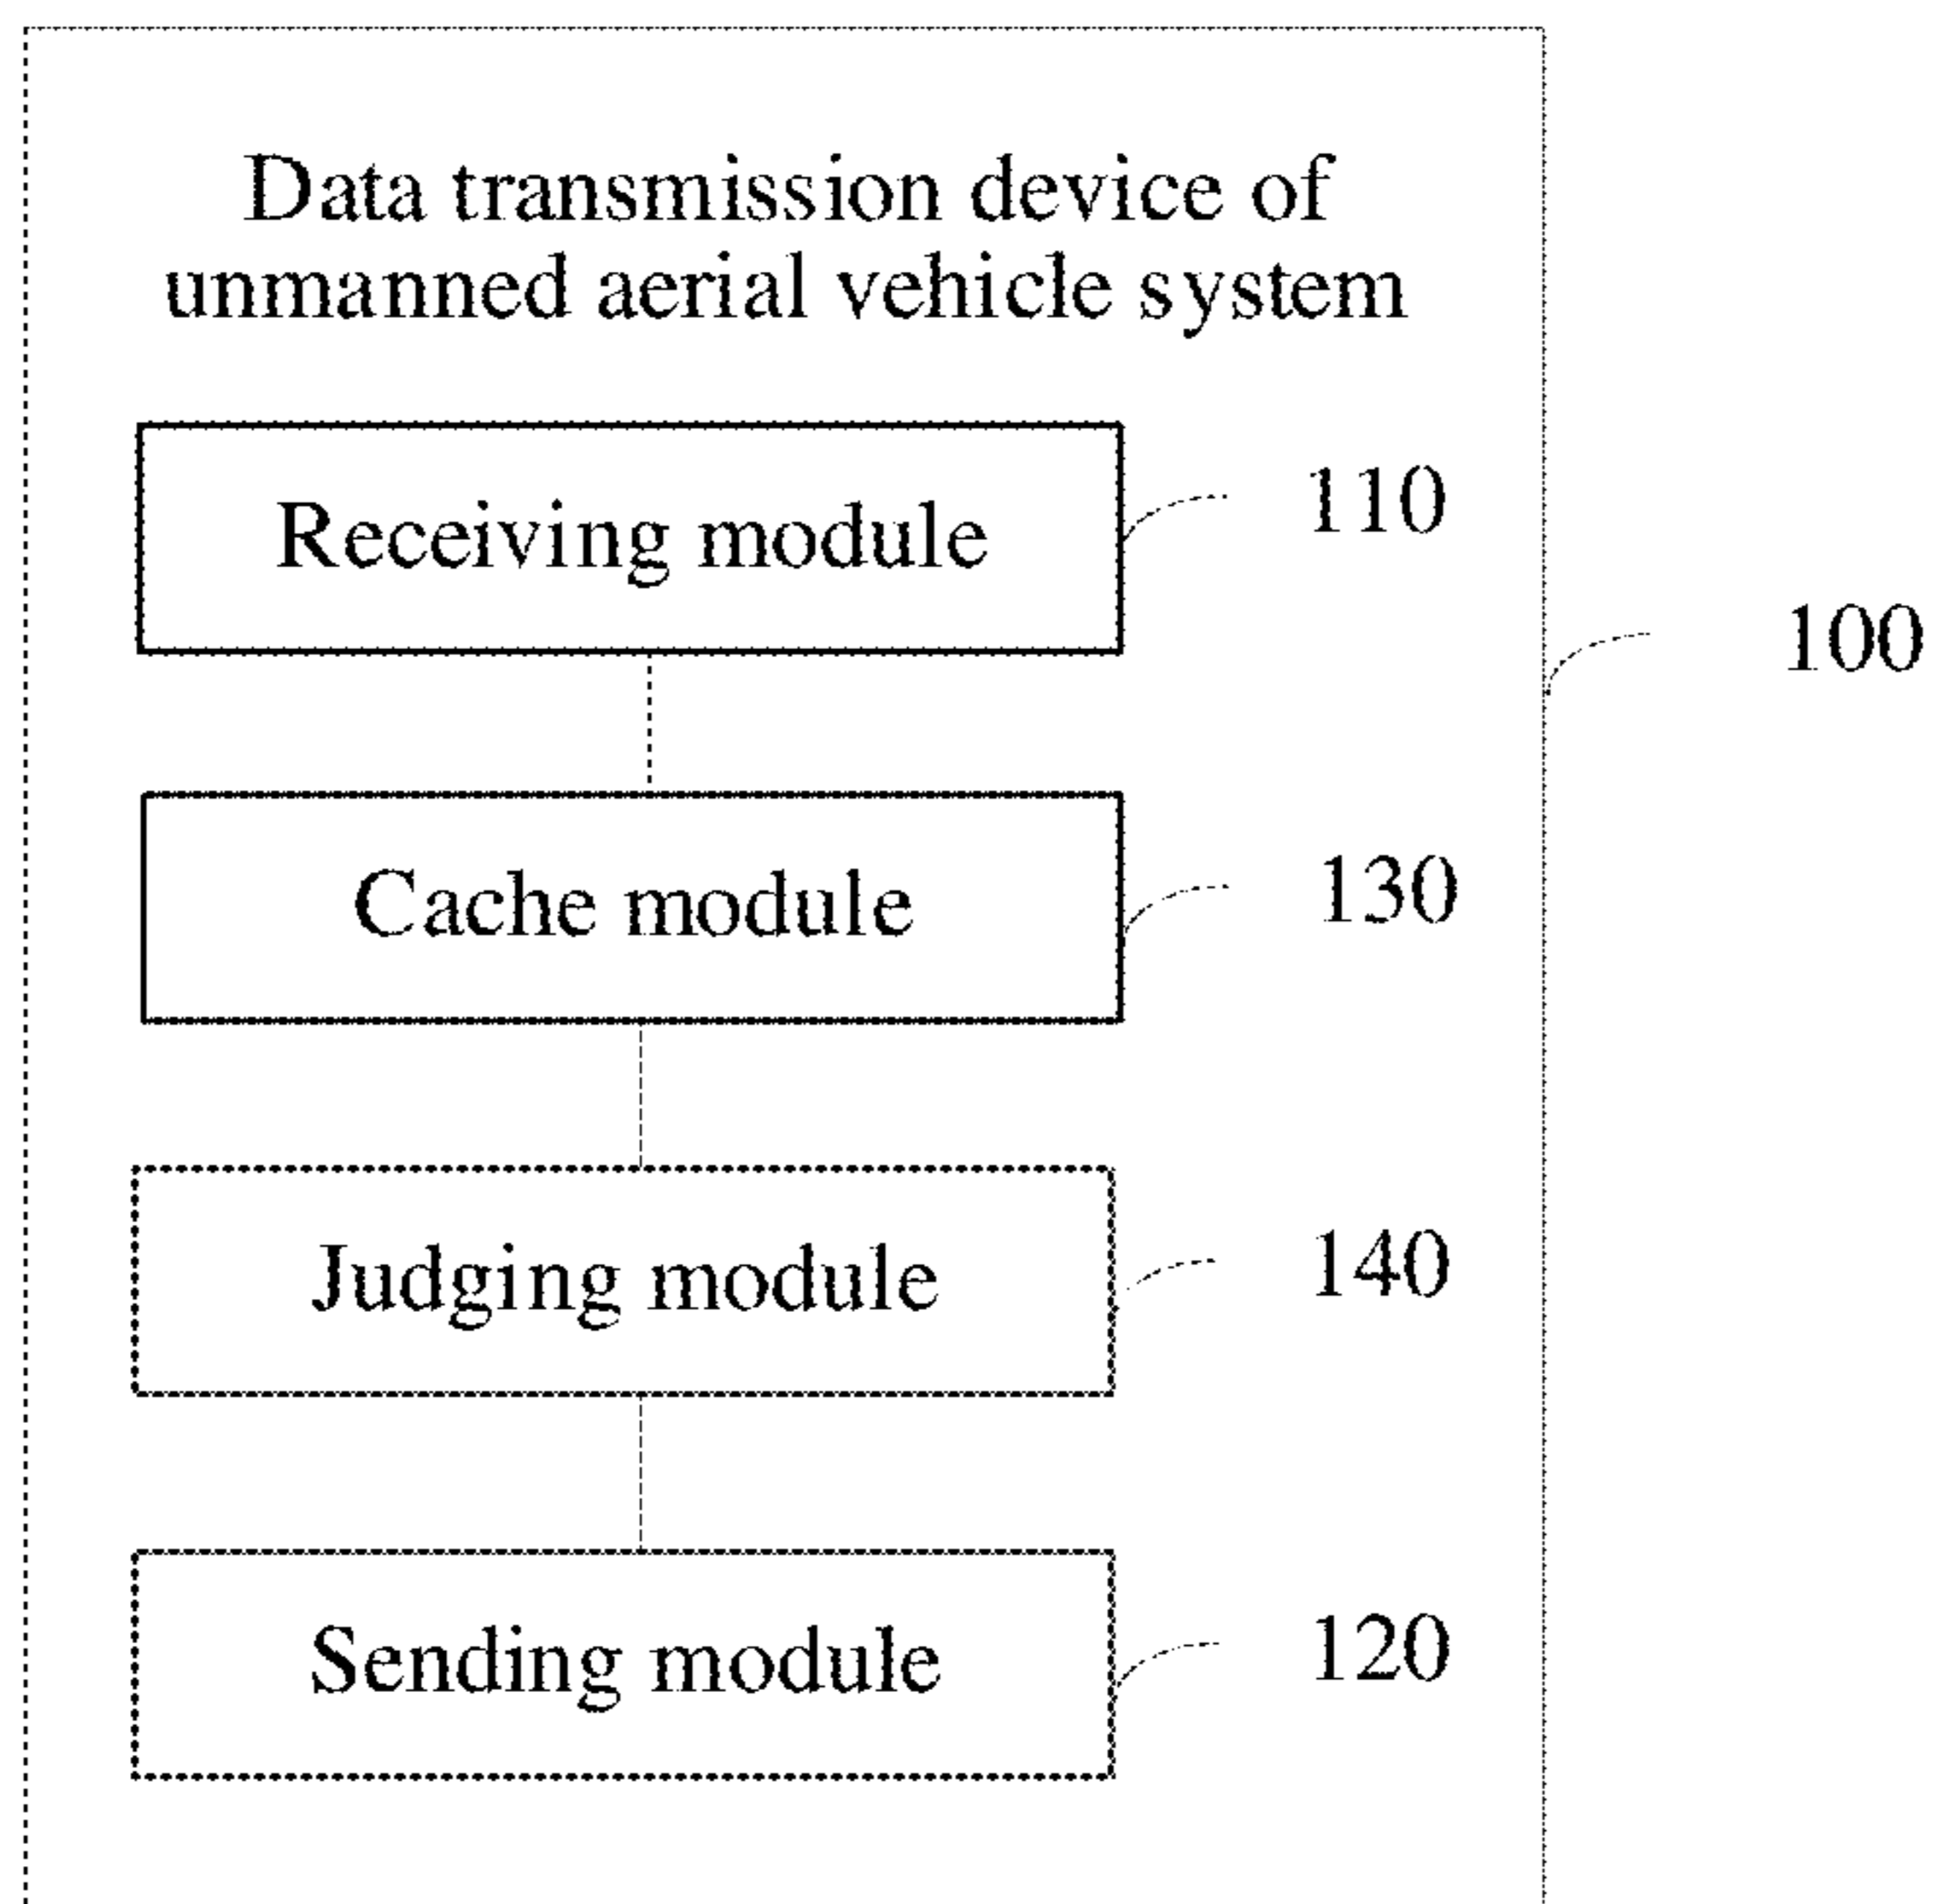 Data transmission device of
unmanned aerial vehicle system
Receiving module
110
100
Cache module
130
Judging module
140
Sending module
120